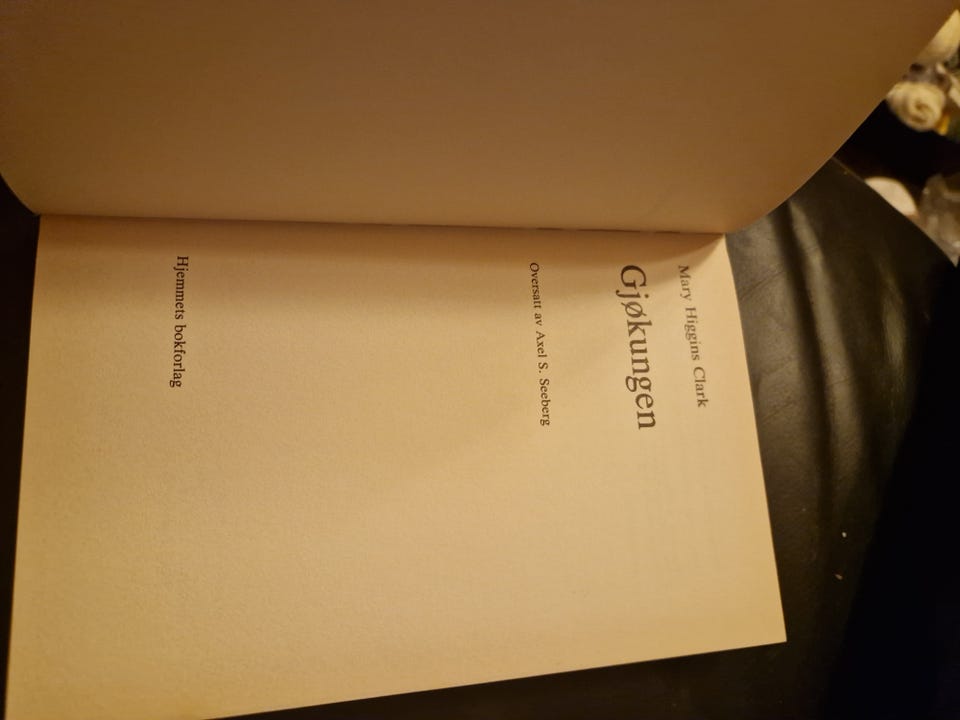 Mary Higgins Clark
Gjøkungen
Oversatt av Axel S. Seeberg
Hjemmets bokforlag